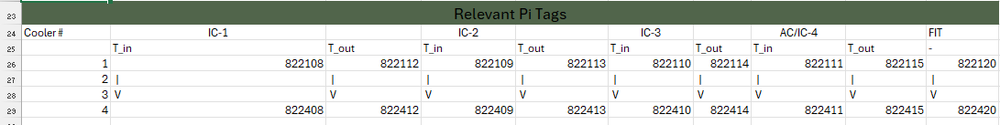 23 Relevant Pi Tags
24 Cooler # IC-1 IC-2 IC-3 AC/IC-4 FIT
25 T_in T_out T_in T_out T_in T_out T_in T_out -
26 1 822108 822112 822109 822113 822110 822114 822111 822115 822120
27 2 | | | | | | | | |
28 3 V V V V V V V V V
29 4 822408 822412 822409 822413 822410 822414 822411 822415 822420